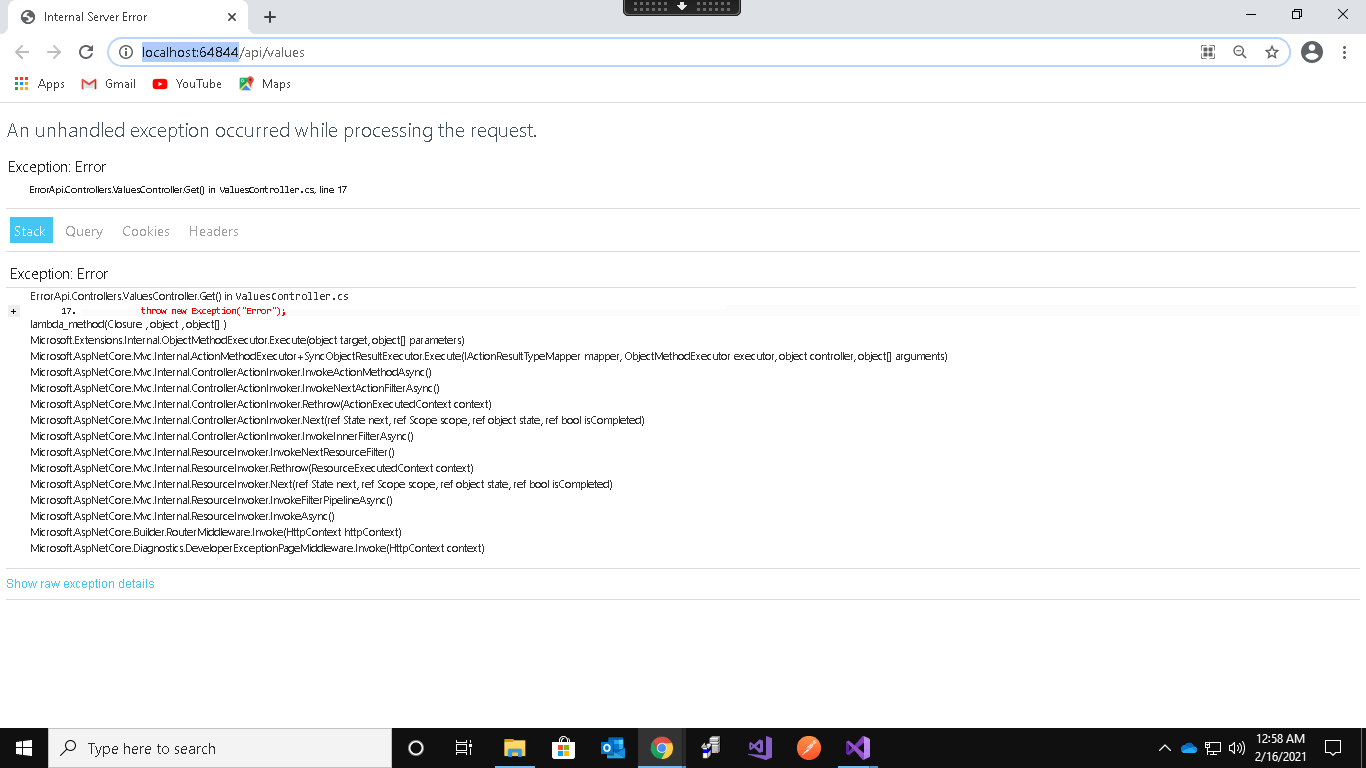 Internal Server Error
localhost:64844/api/values
Apps Gmail YouTube Maps
An unhandled exception occurred while processing the request.
Exception: Error
ErrorApi.Controllers.ValuesController.Get() in ValuesController.cs, line 17
Stack Query Cookies Headers
Exception: Error
ErrorApi.Controllers.ValuesController.Get() in ValuesController.cs
+ 17. throw new Exception("Error");
lambda_method(Closure , object , object[] )
Microsoft.Extensions.Internal.ObjectMethodExecutor.Execute(object target, object[] parameters)
Microsoft.AspNetCore.Mvc.Internal.ActionMethodExecutor+SyncObjectResultExecutor.Execute(IActionResultTypeMapper mapper, ObjectMethodExecutor executor, object controller, object[] arguments)
Microsoft.AspNetCore.Mvc.Internal.ControllerActionInvoker.InvokeActionMethodAsync()
Microsoft.AspNetCore.Mvc.Internal.ControllerActionInvoker.InvokeNextActionFilterAsync()
Microsoft.AspNetCore.Mvc.Internal.ControllerActionInvoker.Rethrow(ActionExecutedContext context)
Microsoft.AspNetCore.Mvc.Internal.ControllerActionInvoker.Next(ref State next, ref Scope scope, ref object state, ref bool isCompleted)
Microsoft.AspNetCore.Mvc.Internal.ControllerActionInvoker.InvokeInnerFilterAsync()
Microsoft.AspNetCore.Mvc.Internal.ResourceInvoker.InvokeNextResourceFilter()
Microsoft.AspNetCore.Mvc.Internal.ResourceInvoker.Rethrow(ResourceExecutedContext context)
Microsoft.AspNetCore.Mvc.Internal.ResourceInvoker.Next(ref State next, ref Scope scope, ref object state, ref bool isCompleted)
Microsoft.AspNetCore.Mvc.Internal.ResourceInvoker.InvokeFilterPipelineAsync()
Microsoft.AspNetCore.Mvc.Internal.ResourceInvoker.InvokeAsync()
Microsoft.AspNetCore.Builder.RouterMiddleware.Invoke(HttpContext httpContext)
Microsoft.AspNetCore.Diagnostics.DeveloperExceptionPageMiddleware.Invoke(HttpContext context)
Show raw exception details
Type here to search
12:58 AM
2/16/2021